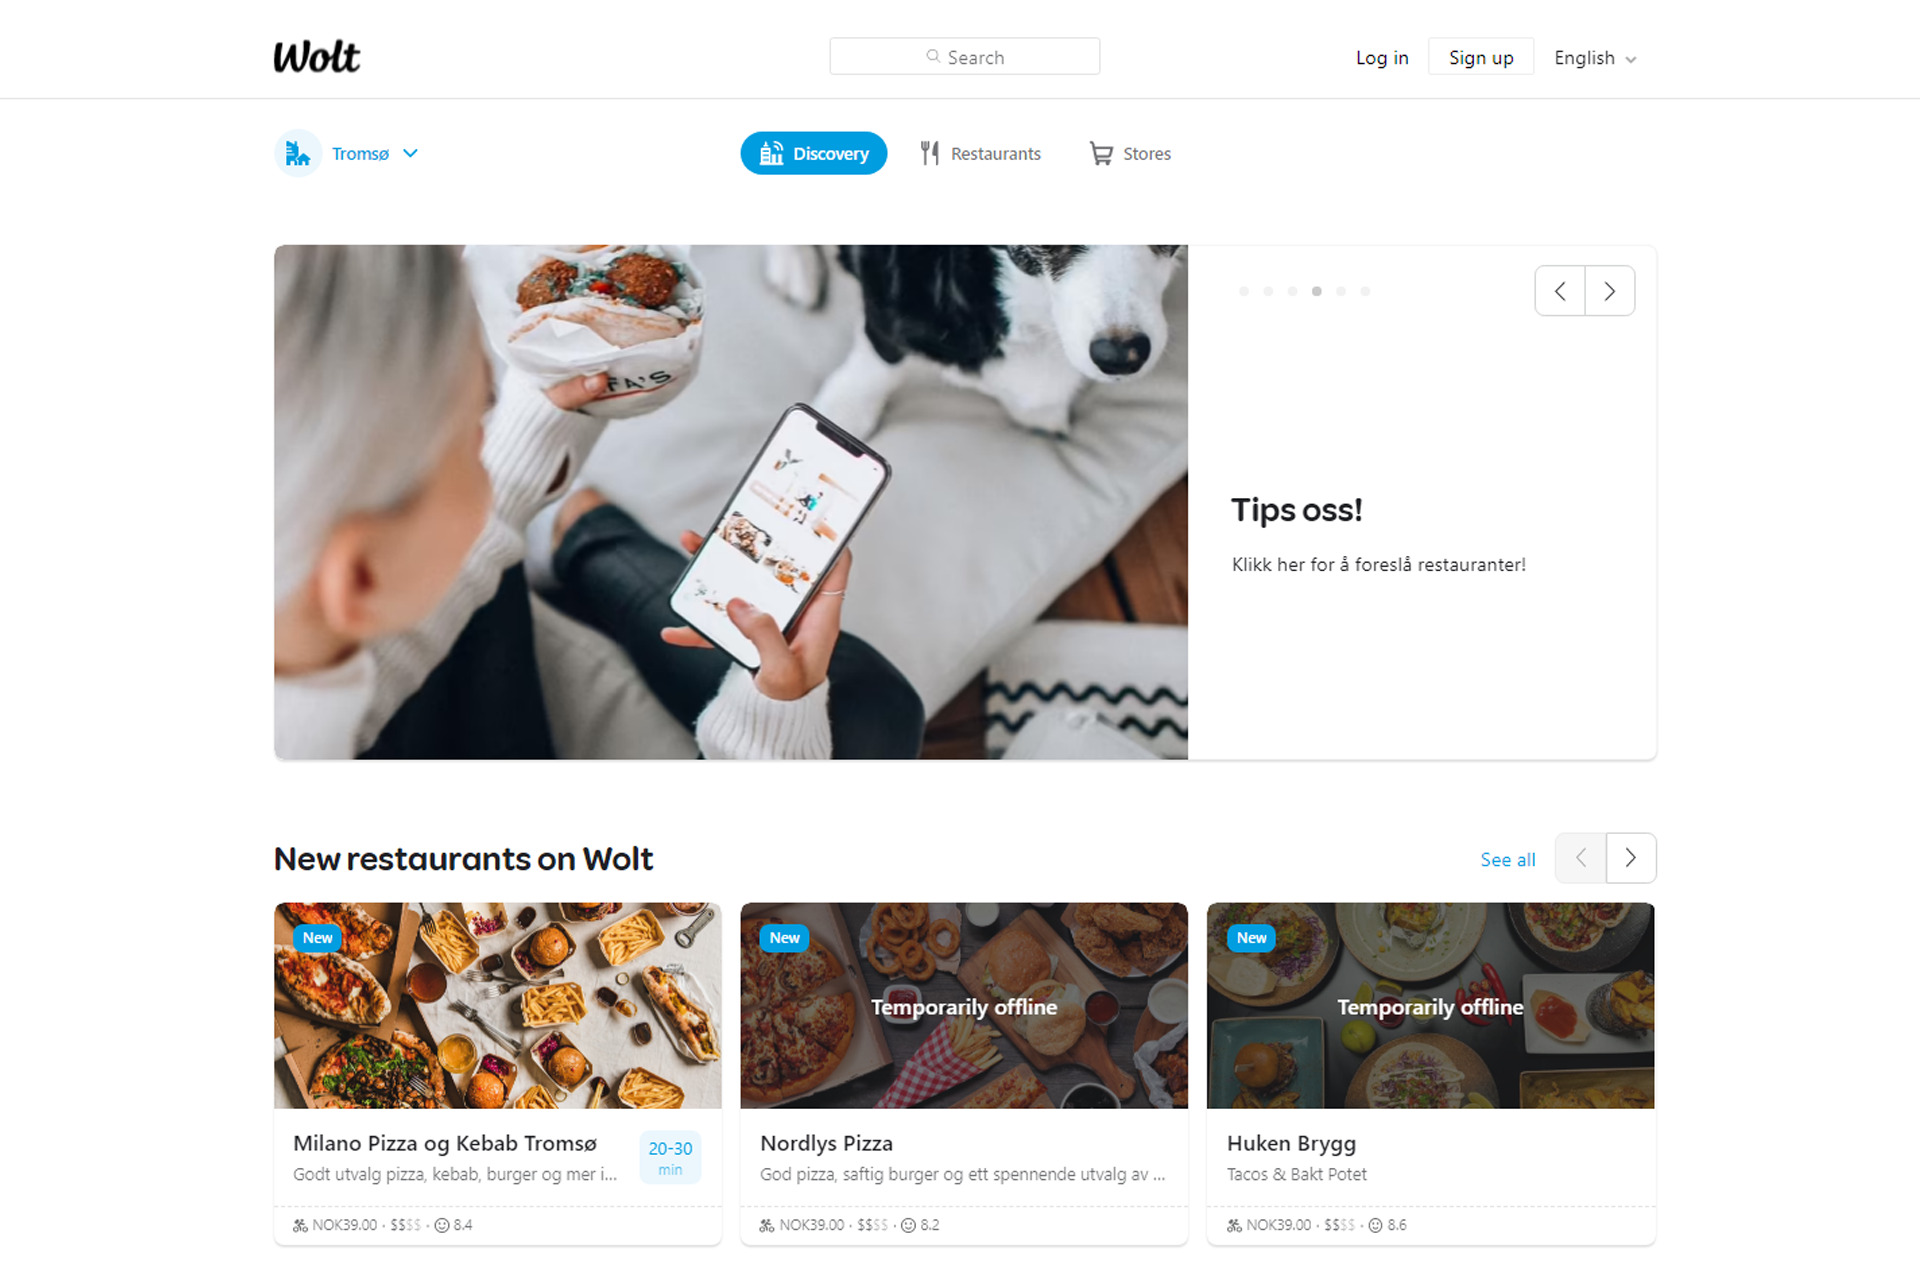 Wolt
Search
Log in
Sign up
English
Tromsø
Discovery
Restaurants
Stores
FA'S
Tips oss!
Klikk her for å foreslå restauranter!
New restaurants on Wolt
See all
New
New
Temporarily offline
New
Temporarily offline
Milano Pizza og Kebab Tromsø
Godt utvalg pizza, kebab, burger og mer i...
20-30
min
NOK39.00 · $$$$ · 8.4
Nordlys Pizza
God pizza, saftig burger og ett spennende utvalg av ...
NOK39.00 · $$$$ · 8.2
Huken Brygg
Tacos & Bakt Potet
NOK39.00 · $$$$ · 8.6